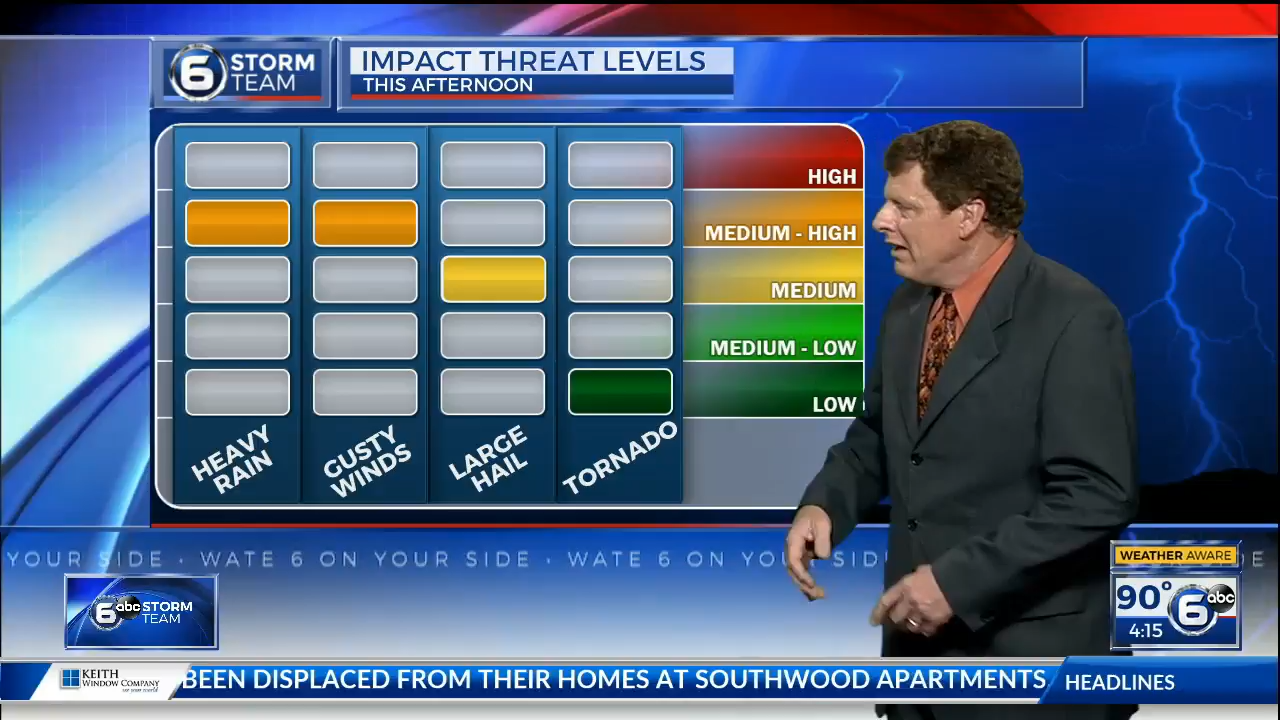 6 STORM TEAM
IMPACT THREAT LEVELS
THIS AFTERNOON
HIGH
MEDIUM - HIGH
MEDIUM
MEDIUM - LOW
LOW
HEAVY RAIN
GUSTY WINDS
LARGE HAIL
TORNADO
YOUR SIDE · WATE 6 ON YOUR SIDE · WATE 6 ON YOU SID E
6 abc STORM TEAM
WEATHER AWARE
90°
6 abc
4:15
KEITH
WINDOW COMPANY
BEEN DISPLACED FROM THEIR HOMES AT SOUTHWOOD APARTMENTS
HEADLINES